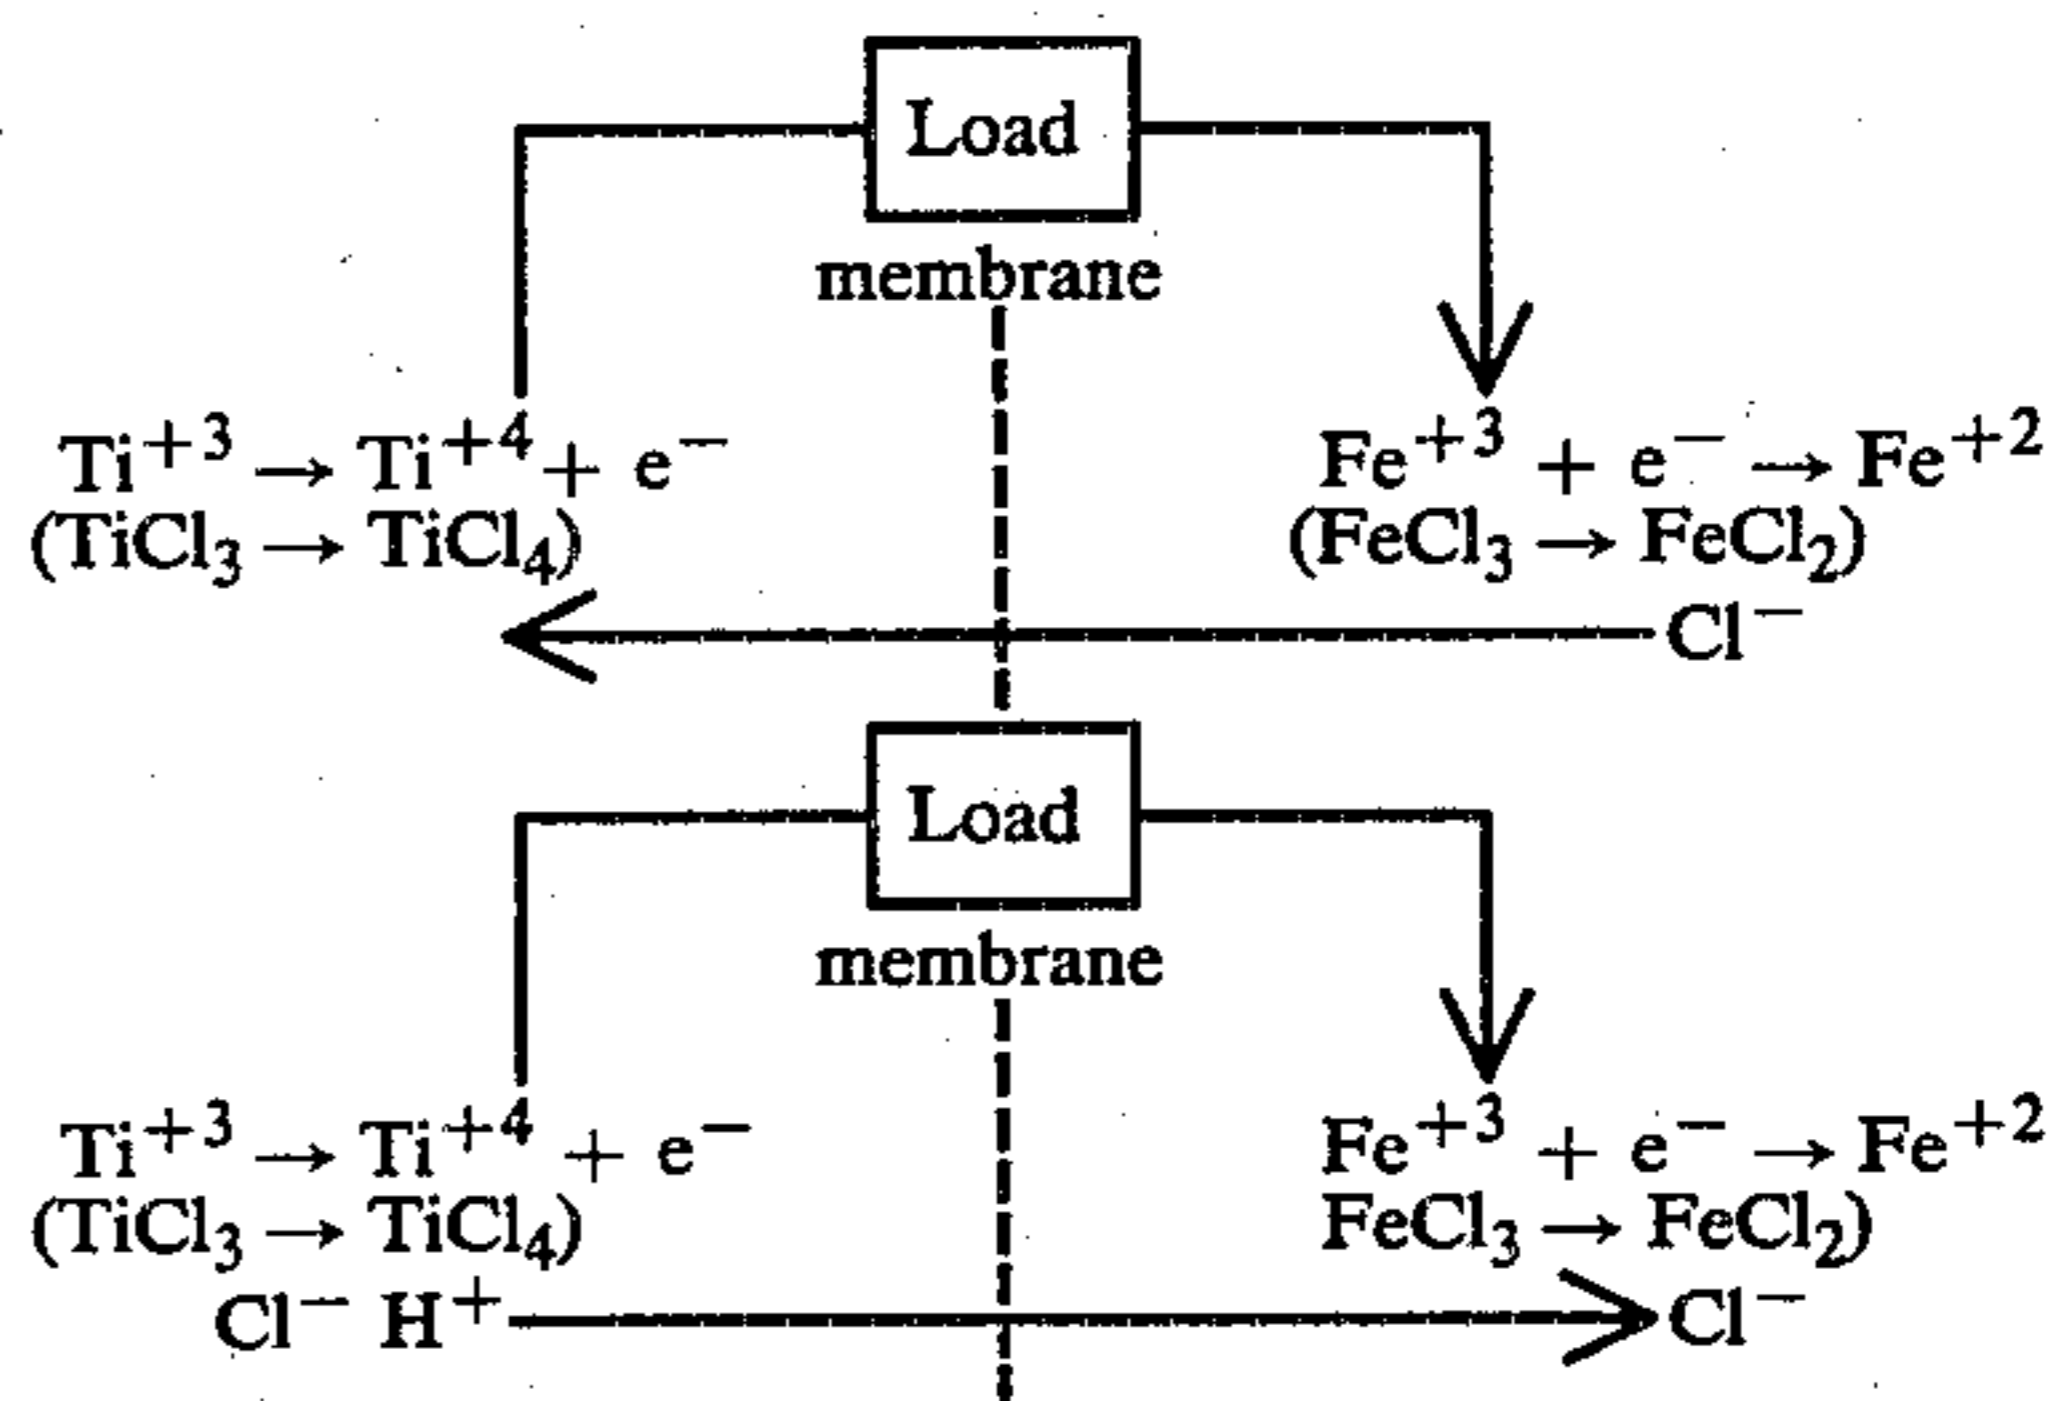 Load
membrane
Ti⁺³ → Ti⁺⁴ + e⁻
(TiCl₃ → TiCl₄)
Fe⁺³ + e⁻ → Fe⁺²
(FeCl₃ → FeCl₂)
Cl⁻
Load
membrane
Ti⁺³ → Ti⁺⁴ + e⁻
(TiCl₃ → TiCl₄)
Cl⁻ H⁺
Fe⁺³ + e⁻ → Fe⁺²
FeCl₃ → FeCl₂)
Cl⁻